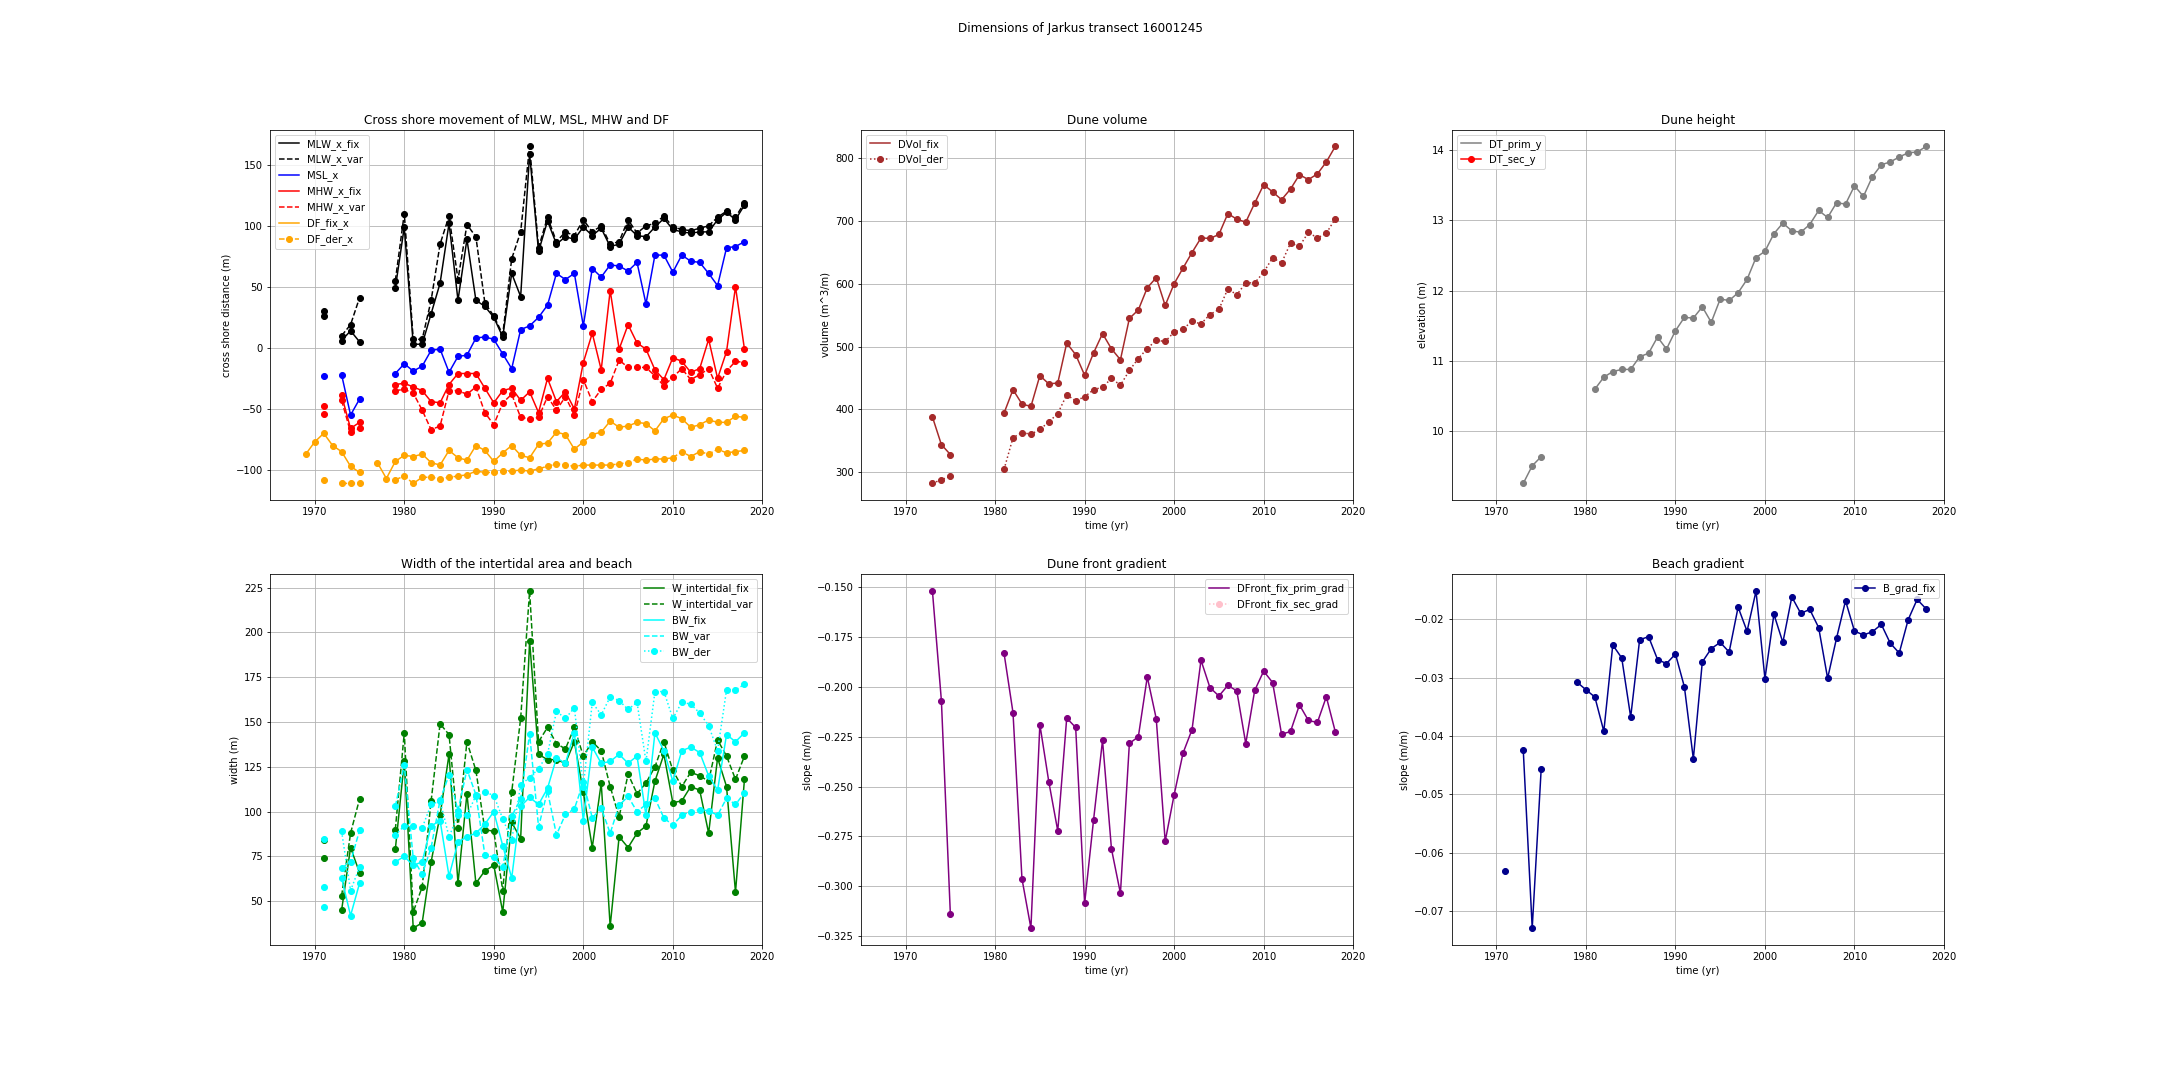 Dimensions of Jarkus transect 16001245
Cross shore movement of MLW, MSL, MHW and DF
MLW_x_fix
MLW_x_var
MSL_x
MHW_x_fix
MHW_x_var
DF_fix_x
DF_der_x
cross shore distance (m)
150
100
50
0
−50
−100
1970
1980
1990
2000
2010
2020
time (yr)
Dune volume
DVol_fix
DVol_der
volume (m^3/m)
800
700
600
500
400
300
1970
1980
1990
2000
2010
2020
time (yr)
Dune height
DT_prim_y
DT_sec_y
elevation (m)
14
13
12
11
10
1970
1980
1990
2000
2010
2020
time (yr)
Width of the intertidal area and beach
W_intertidal_fix
W_intertidal_var
BW_fix
BW_var
BW_der
width (m)
225
200
175
150
125
100
75
50
1970
1980
1990
2000
2010
2020
time (yr)
Dune front gradient
DFront_fix_prim_grad
DFront_fix_sec_grad
slope (m/m)
−0.150
−0.175
−0.200
−0.225
−0.250
−0.275
−0.300
−0.325
1970
1980
1990
2000
2010
2020
time (yr)
Beach gradient
B_grad_fix
slope (m/m)
−0.02
−0.03
−0.04
−0.05
−0.06
−0.07
1970
1980
1990
2000
2010
2020
time (yr)